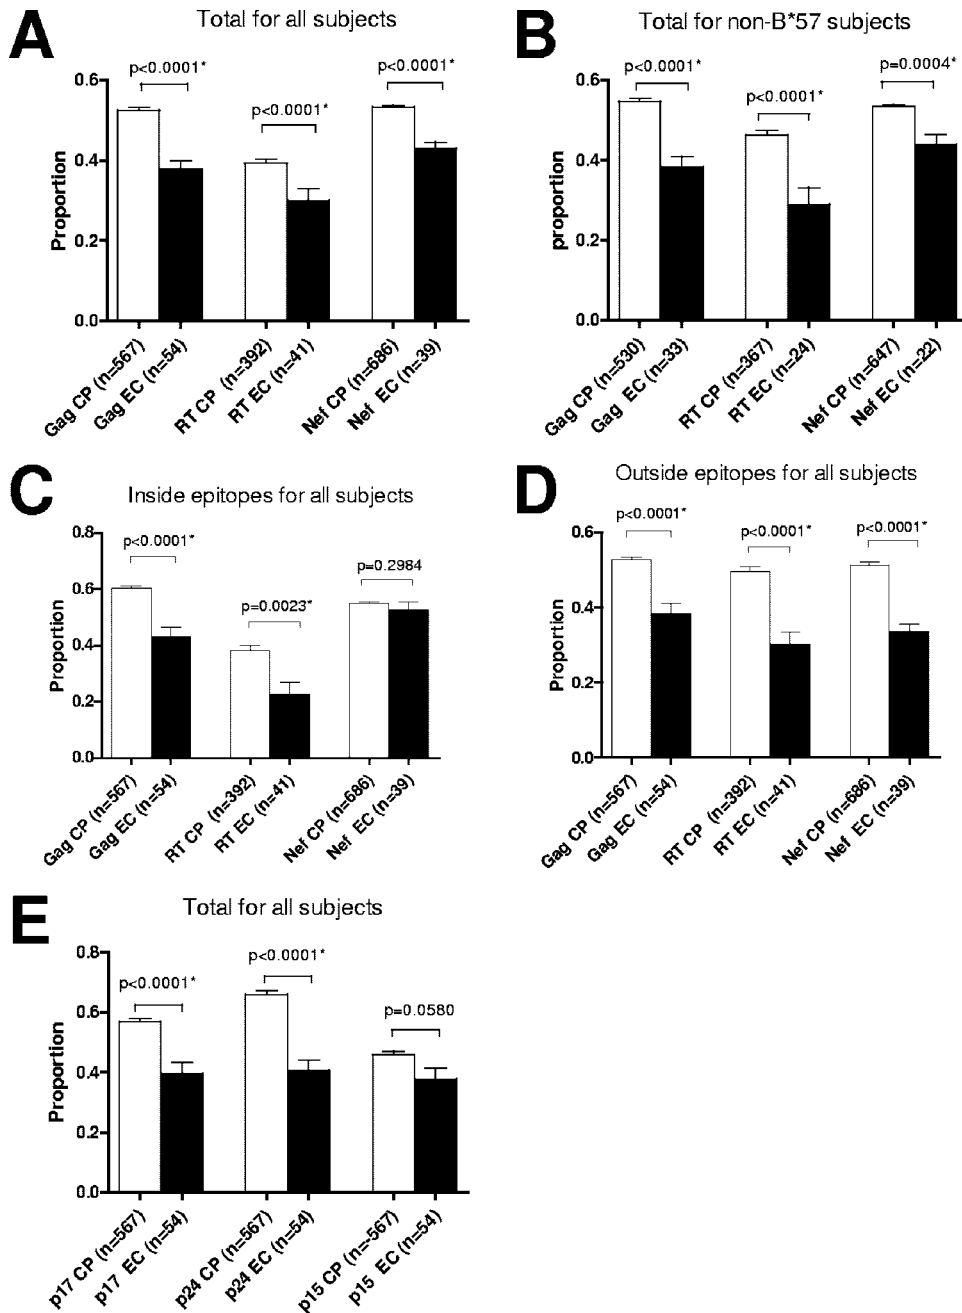 A
Total for all subjects
p<0.0001*
p<0.0001*
p<0.0001*
Proportion
0.6
0.4
0.2
0.0
Gag CP (n=567)
Gag EC (n=54)
RT CP (n=392)
RT EC (n=41)
Nef CP (n=686)
Nef EC (n=39)
B
Total for non-B*57 subjects
p<0.0001*
p<0.0001*
p=0.0004*
proportion
0.6
0.4
0.2
0.0
Gag CP (n=530)
Gag EC (n=33)
RT CP (n=367)
RT EC (n=24)
Nef CP (n=647)
Nef EC (n=22)
C
Inside epitopes for all subjects
p<0.0001*
p=0.0023*
p=0.2984
Proportion
0.8
0.6
0.4
0.2
0.0
Gag CP (n=567)
Gag EC (n=54)
RT CP (n=392)
RT EC (n=41)
Nef CP (n=686)
Nef EC (n=39)
D
Outside epitopes for all subjects
p<0.0001*
p<0.0001*
p<0.0001*
Proportion
0.6
0.4
0.2
0.0
Gag CP (n=567)
Gag EC (n=54)
RT CP (n=392)
RT EC (n=41)
Nef CP (n=686)
Nef EC (n=39)
E
Total for all subjects
p<0.0001*
p<0.0001*
p=0.0580
Proportion
0.8
0.6
0.4
0.2
0.0
p17 CP (n=567)
p17 EC (n=54)
p24 CP (n=567)
p24 EC (n=54)
p15 CP (n=567)
p15 EC (n=54)